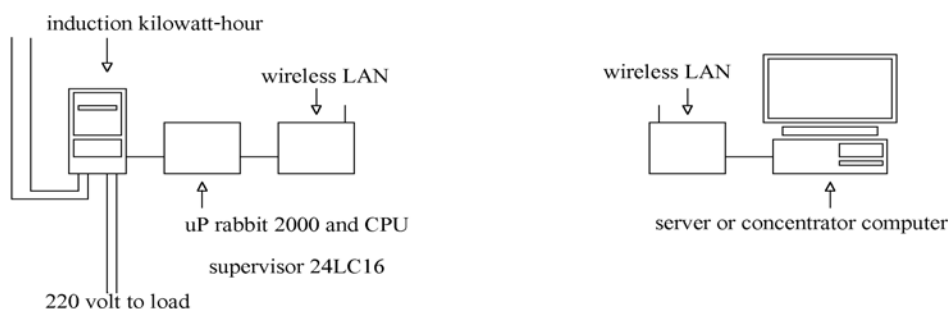 induction kilowatt-hour
wireless LAN
wireless LAN
uP rabbit 2000 and CPU
supervisor 24LC16
server or concentrator computer
220 volt to load